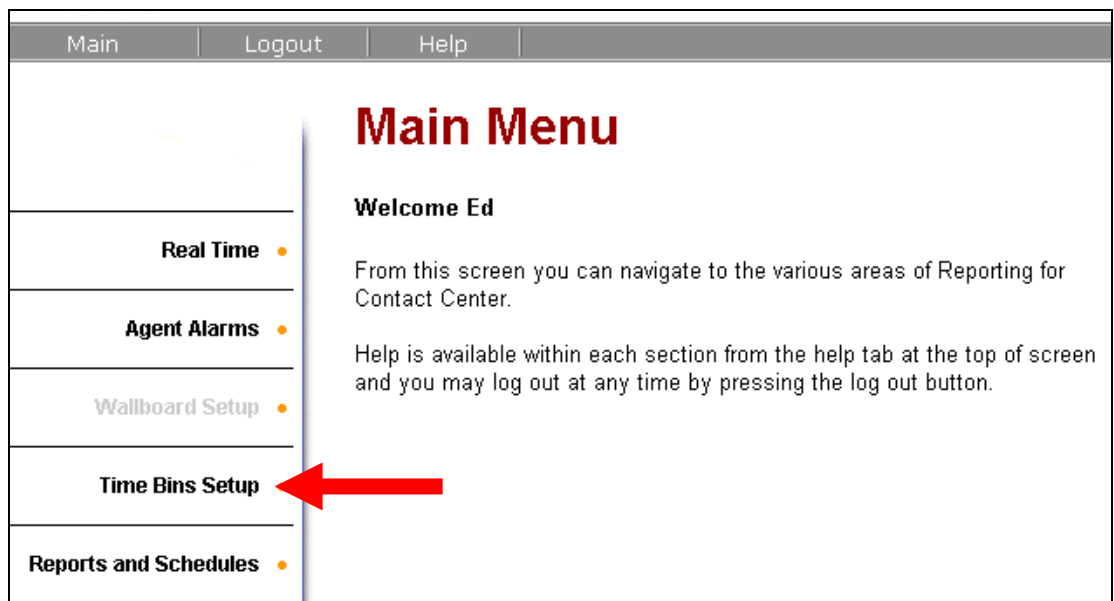 Main Logout Help
Main Menu
Welcome Ed
From this screen you can navigate to the various areas of Reporting for
Contact Center.
Help is available within each section from the help tab at the top of screen
and you may log out at any time by pressing the log out button.
Real Time
Agent Alarms
Wallboard Setup
Time Bins Setup
Reports and Schedules